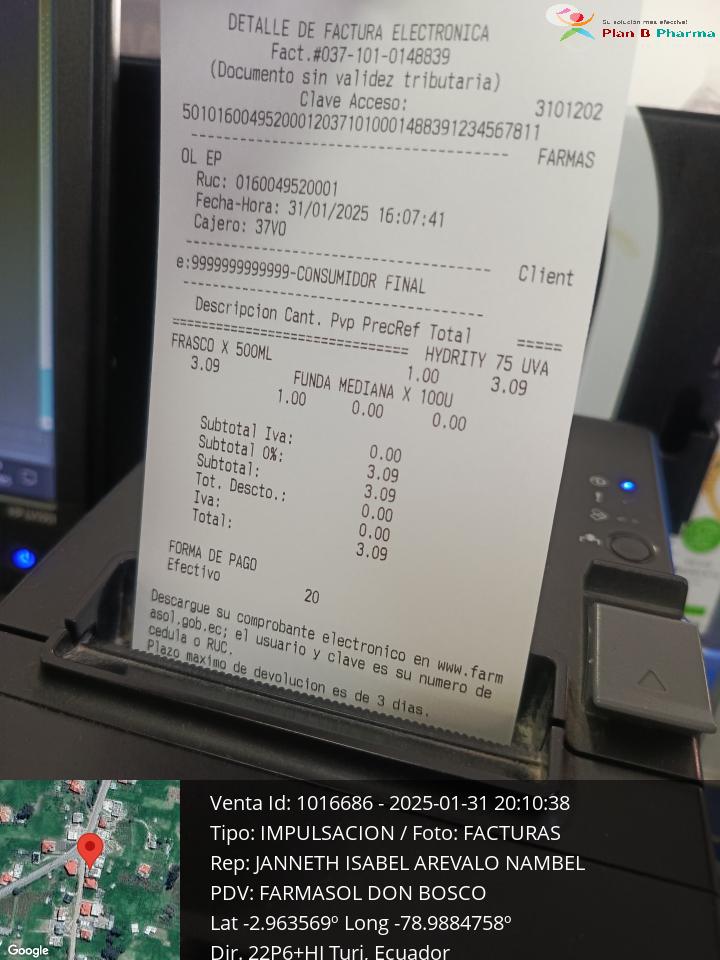 Su solución mas efectiva!
Plan B Pharma
DETALLE DE FACTURA ELECTRONICA
Fact.#037-101-0148839
(Documento sin validez tributaria)
Clave Acceso: 3101202
501016004952000120371010001488391234567811
FARMAS
OL EP
Ruc: 0160049520001
Fecha-Hora: 31/01/2025 16:07:41
Cajero: 37VO
Client
e:9999999999999-CONSUMIDOR FINAL
Descripcion Cant. Pvp PrecRef Total
HYDRITY 75 UVA
FRASCO X 500ML 1.00 3.09
3.09 FUNDA MEDIANA X 100U
1.00 0.00 0.00
Subtotal Iva: 0.00
Subtotal 0%: 3.09
Subtotal: 3.09
Tot. Descto.: 0.00
Iva: 0.00
Total: 3.09
FORMA DE PAGO
Efectivo 20
Descargue su comprobante electronico en www.farm
asol.gob.ec; el usuario y clave es su numero de
cedula o RUC.
Plazo maximo de devolucion es de 3 dias.
Venta Id: 1016686 - 2025-01-31 20:10:38
Tipo: IMPULSACION / Foto: FACTURAS
Rep: JANNETH ISABEL AREVALO NAMBEL
PDV: FARMASOL DON BOSCO
Lat -2.963569º Long -78.9884758º
Dir. 22P6+HJ Turi, Ecuador
Google